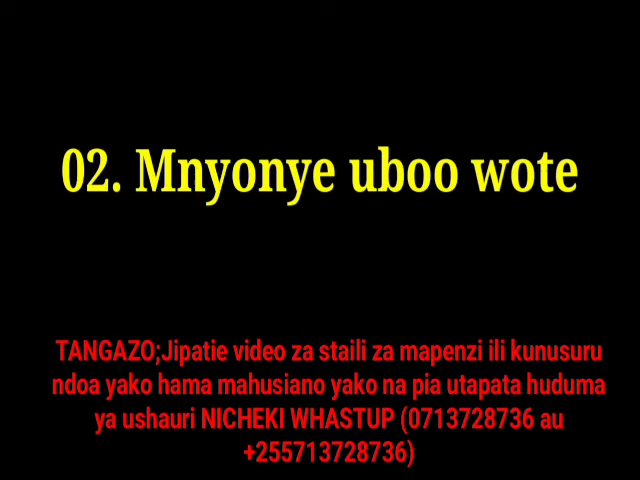 02. Mnyonye uboo wote
TANGAZO;Jipatie video za staili za mapenzi ili kunusuru
ndoa yako hama mahusiano yako na pia utapata huduma
ya ushauri NICHEKI WHASTUP (0713728736 au
+255713728736)